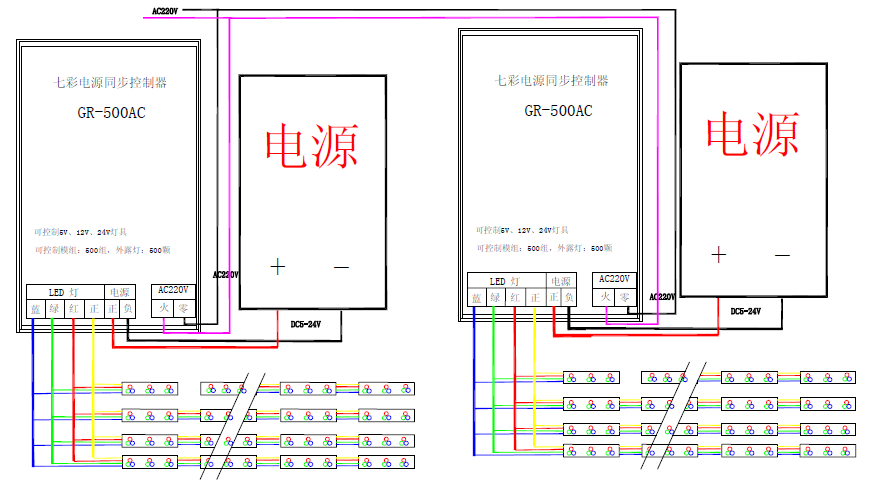 AC220V
七彩电源同步控制器
GR-500AC
可控制5V、12V、24V灯具
可控制模组：500组，外露灯：500颗
LED 灯 电源
蓝 绿 红 正 正 负
AC220V
火 零
AC220V
电源
+ —
DC5-24V
七彩电源同步控制器
GR-500AC
可控制5V、12V、24V灯具
可控制模组：500组，外露灯：500颗
LED 灯 电源
蓝 绿 红 正 正 负
AC220V
火 零
AC220V
电源
+ —
DC5-24V